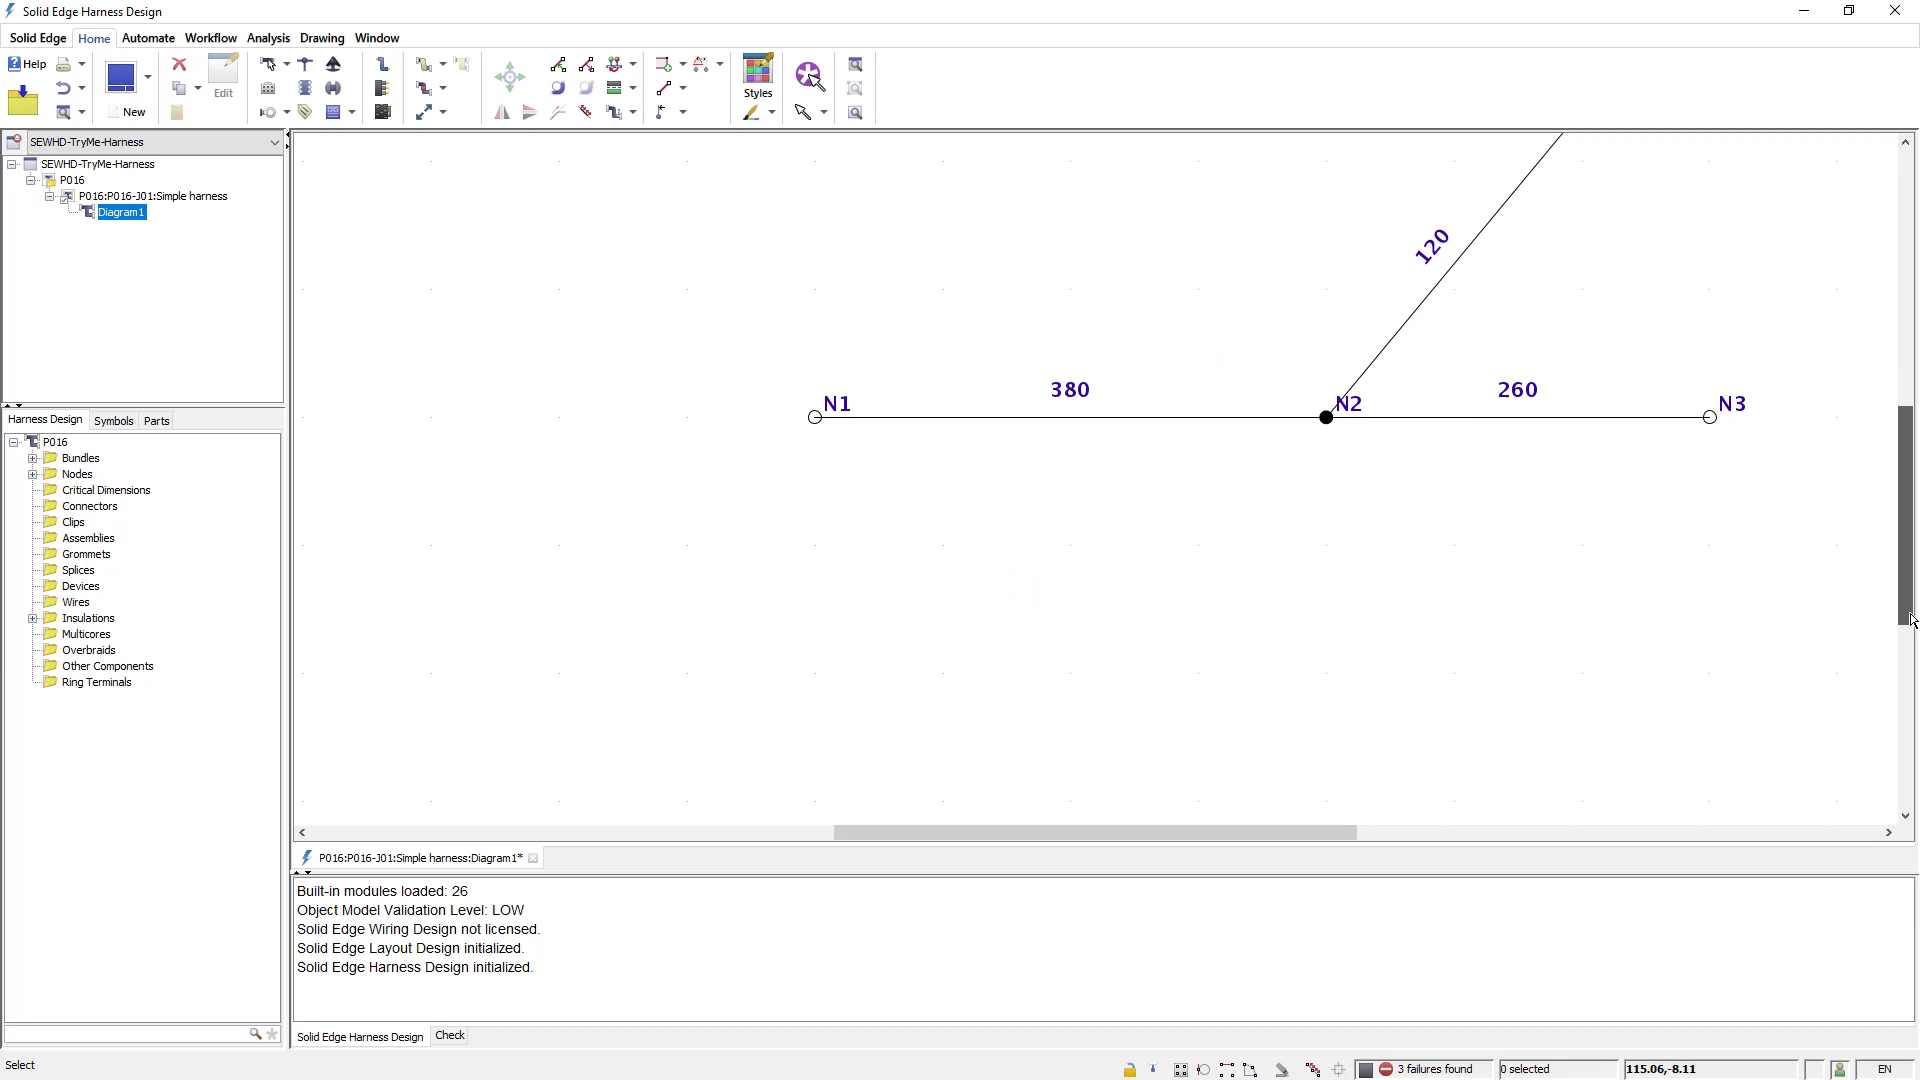 Solid Edge Harness Design
Solid Edge Home Automate Workflow Analysis Drawing Window
Help
New
Edit
Styles
SEWHD-TryMe-Harness
SEWHD-TryMe-Harness
P016
P016:P016-J01:Simple harness
Diagram1
Harness Design Symbols Parts
P016
Bundles
Nodes
Critical Dimensions
Connectors
Clips
Assemblies
Grommets
Splices
Devices
Wires
Insulations
Multicores
Overbraids
Other Components
Ring Terminals
120
380
260
N1
N2
N3
P016:P016-J01:Simple harness:Diagram1*
Built-in modules loaded: 26
Object Model Validation Level: LOW
Solid Edge Wiring Design not licensed.
Solid Edge Layout Design initialized.
Solid Edge Harness Design initialized.
Solid Edge Harness Design Check
Select
3 failures found
0 selected
115.06,-8.11
EN